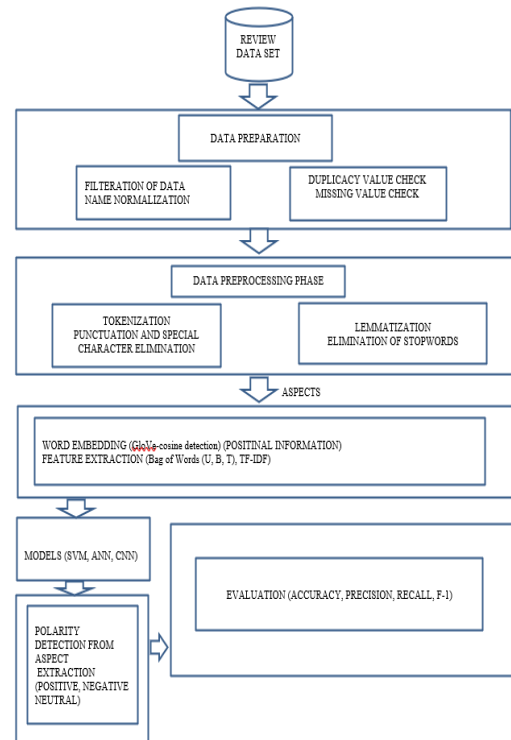 REVIEW
DATA SET
DATA PREPARATION
FILTERATION OF DATA
NAME NORMALIZATION
DUPLICACY VALUE CHECK
MISSING VALUE CHECK
DATA PREPROCESSING PHASE
TOKENIZATION
PUNCTUATION AND SPECIAL
CHARACTER ELIMINATION
LEMMATIZATION
ELIMINATION OF STOPWORDS
ASPECTS
WORD EMBEDDING (GloVe-cosine detection) (POSITINAL INFORMATION)
FEATURE EXTRACTION (Bag of Words (U, B, T), TF-IDF)
MODELS (SVM, ANN, CNN)
EVALUATION (ACCURACY, PRECISION, RECALL, F-1)
POLARITY
DETECTION FROM
ASPECT
EXTRACTION
(POSITIVE, NEGATIVE
NEUTRAL)